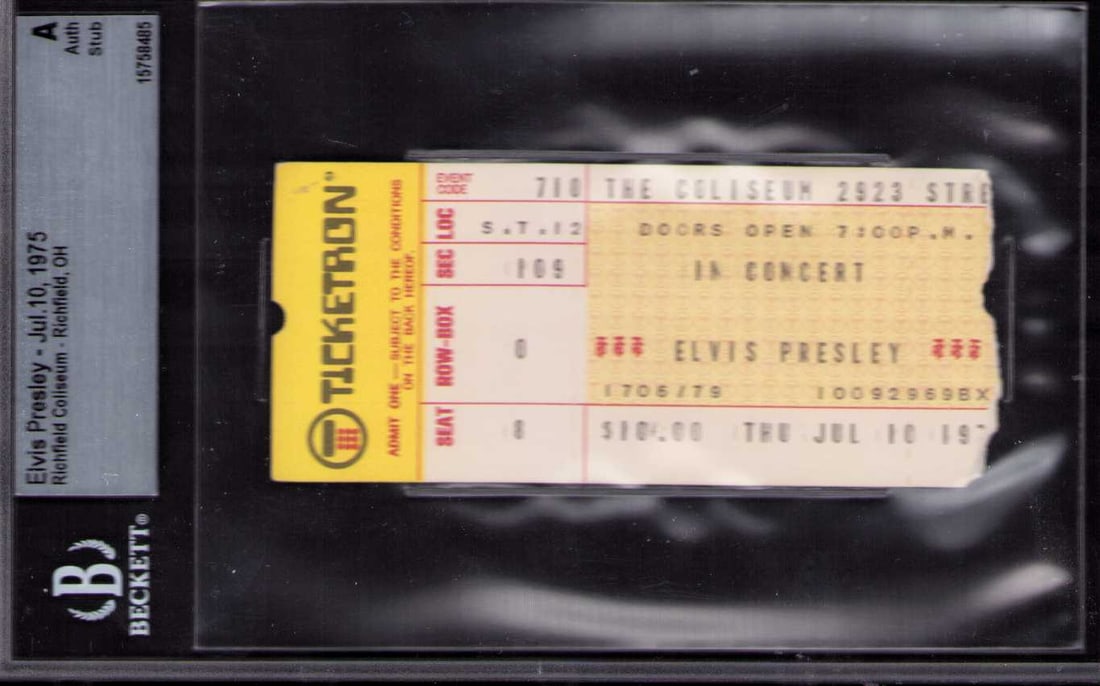 A
Auth
Stub
15758485
Elvis Presley - Jul.10, 1975
Richfield Coliseum - Richfield, OH
B
BECKETT®
TICKETRON®
ADMIT ONE — SUBJECT TO THE CONDITIONS
ON THE BACK HEREOF.
EVENT
CODE
710
THE COLISEUM 2923 STRE
LOC
S.T.12
DOORS OPEN 7:00P.M.
SEC
109
IN CONCERT
ROW-BOX
0
ELVIS PRESLEY
1706/79
10092969BX
SEAT
8
$10.00 THU JUL 10 197